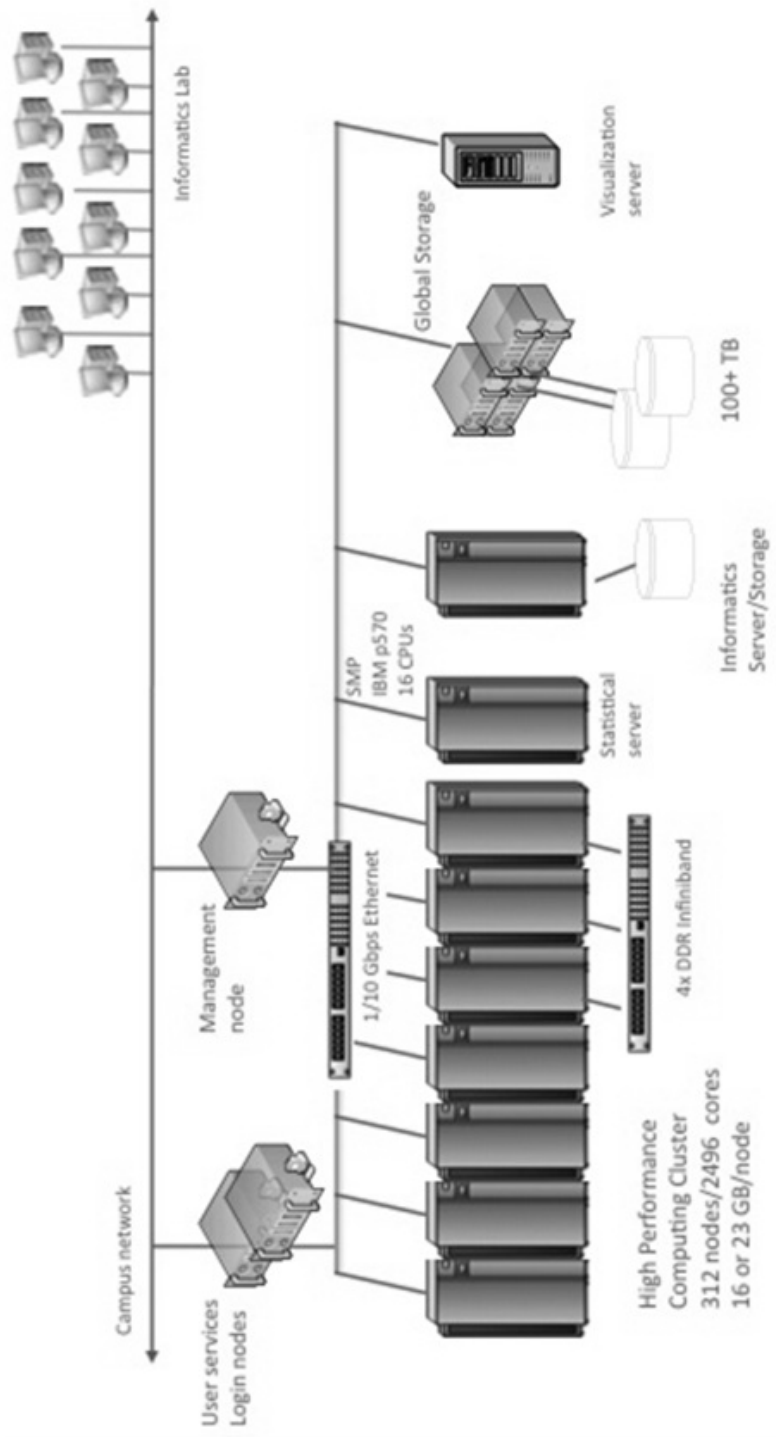 Campus network
Informatics Lab
User services
Login nodes
Management
node
1/10 Gbps Ethernet
SMP
IBM p570
16 CPUs
Global Storage
Statistical
server
Visualization
server
4x DDR Infiniband
High Performance
Computing Cluster
312 nodes/2496 cores
16 or 23 GB/node
Informatics
Server/Storage
100+ TB